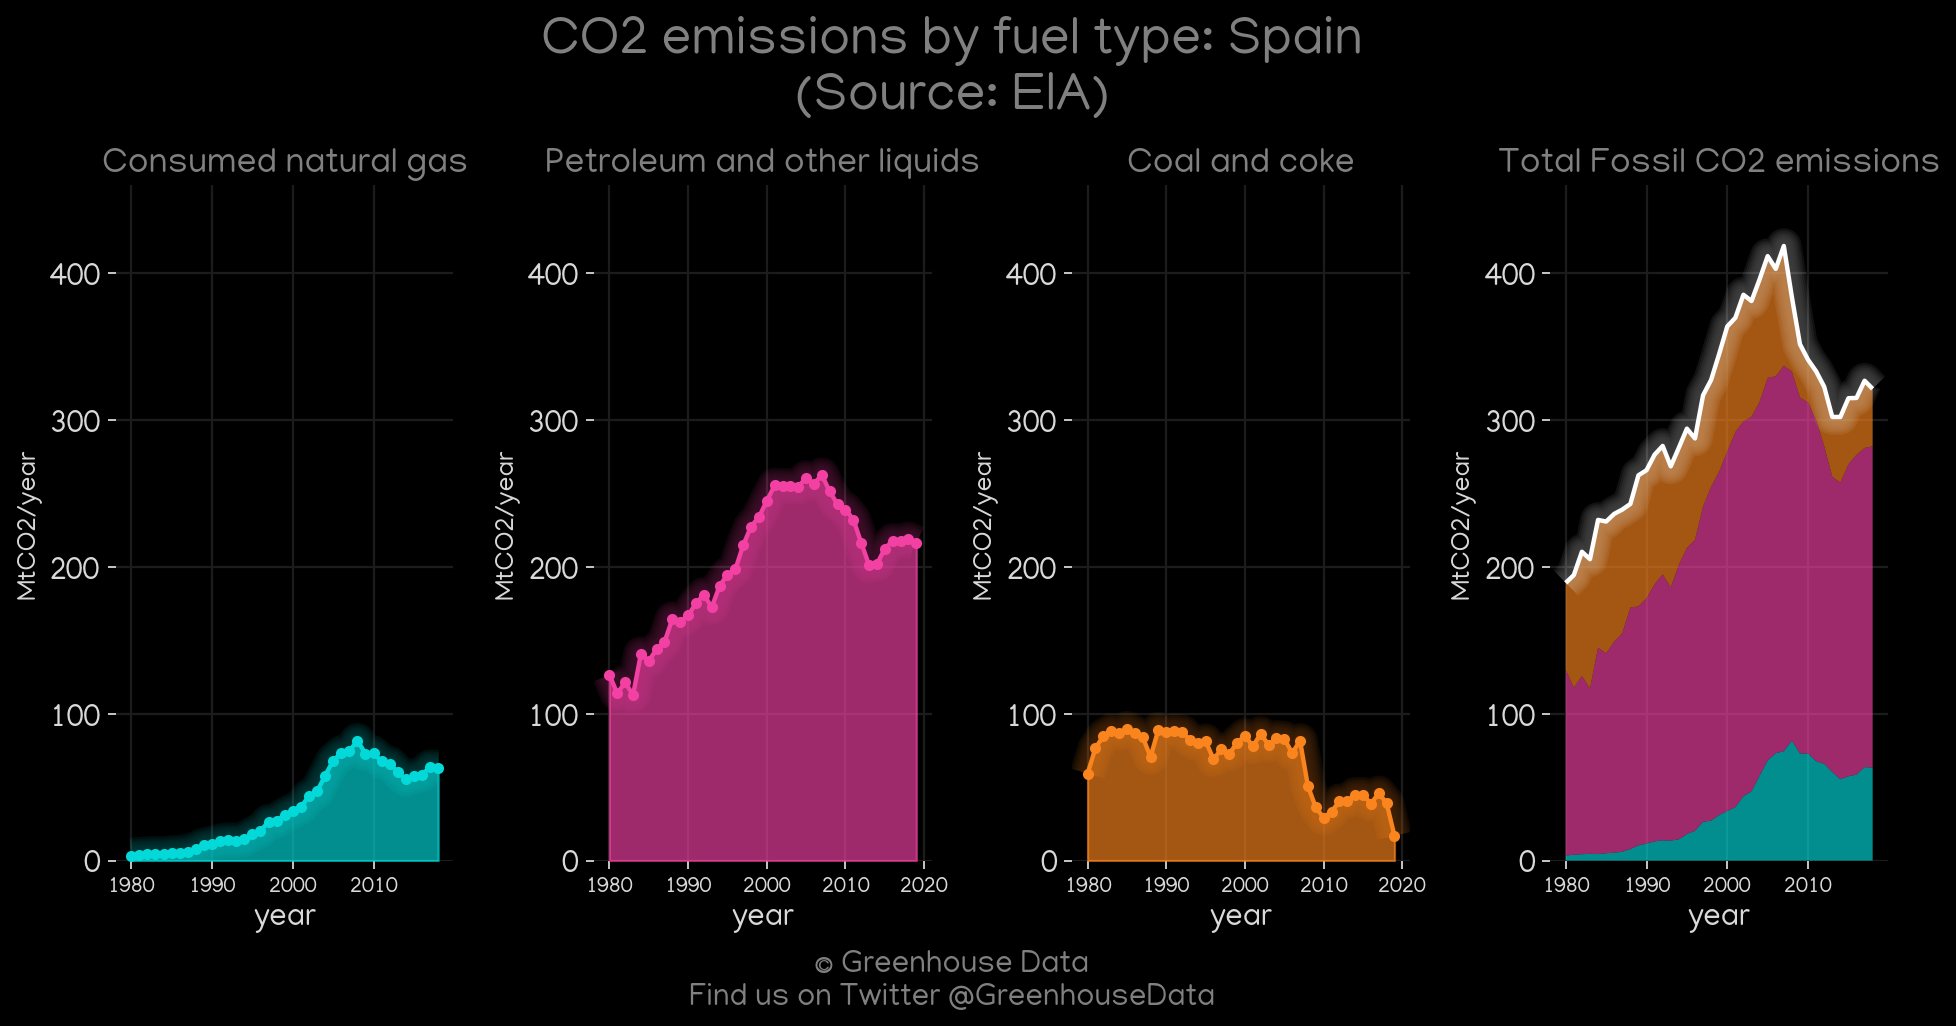 CO2 emissions by fuel type: Spain
(Source: EIA)
Consumed natural gas
Petroleum and other liquids
Coal and coke
Total Fossil CO2 emissions
MtCO2/year
400
300
200
100
0
1980 1990 2000 2010
year
MtCO2/year
400
300
200
100
0
1980 1990 2000 2010 2020
year
MtCO2/year
400
300
200
100
0
1980 1990 2000 2010 2020
year
MtCO2/year
400
300
200
100
0
1980 1990 2000 2010
year
© Greenhouse Data
Find us on Twitter @GreenhouseData